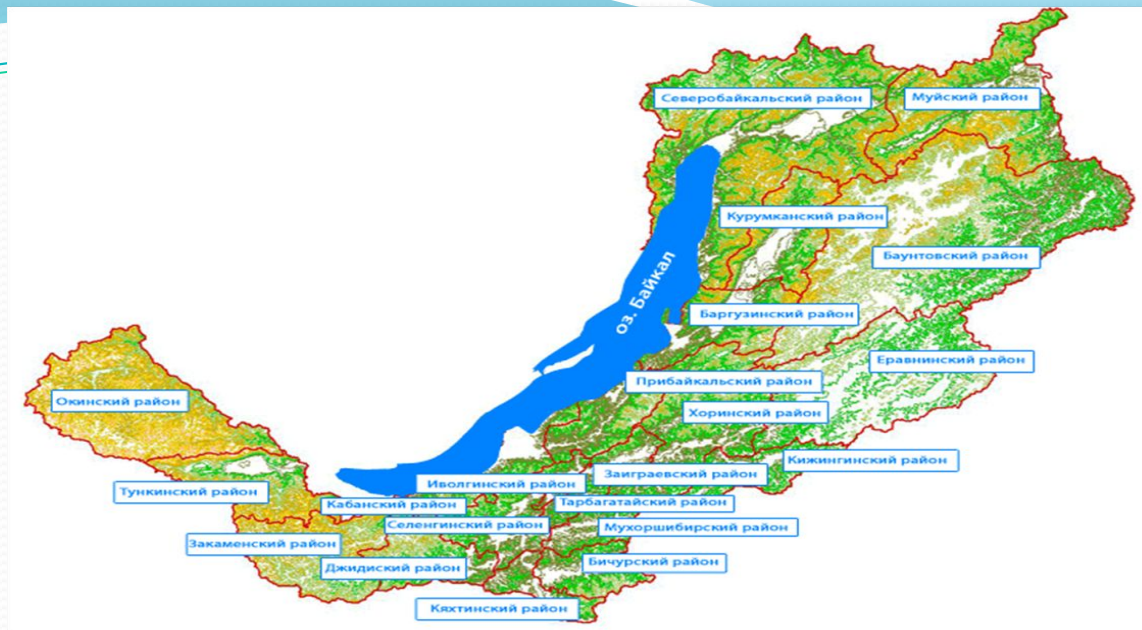 Северобайкальский район
Муйский район
Курумканский район
Баунтовский район
оз. Байкал
Баргузинский район
Еравнинский район
Прибайкальский район
Окинский район
Хоринский район
Кижингинский район
Заиграевский район
Иволгинский район
Тункинский район
Тарбагатайский район
Кабанский район
Селенгинский район
Мухоршибирский район
Закаменский район
Бичурский район
Джидиский район
Кяхтинский район